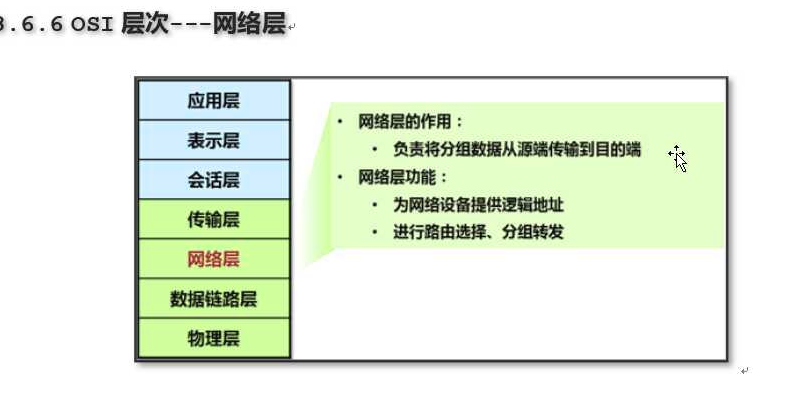 3.6.6 OSI 层次---网络层
应用层
表示层
会话层
传输层
网络层
数据链路层
物理层
• 网络层的作用：
• 负责将分组数据从源端传输到目的端
• 网络层功能：
• 为网络设备提供逻辑地址
• 进行路由选择、分组转发